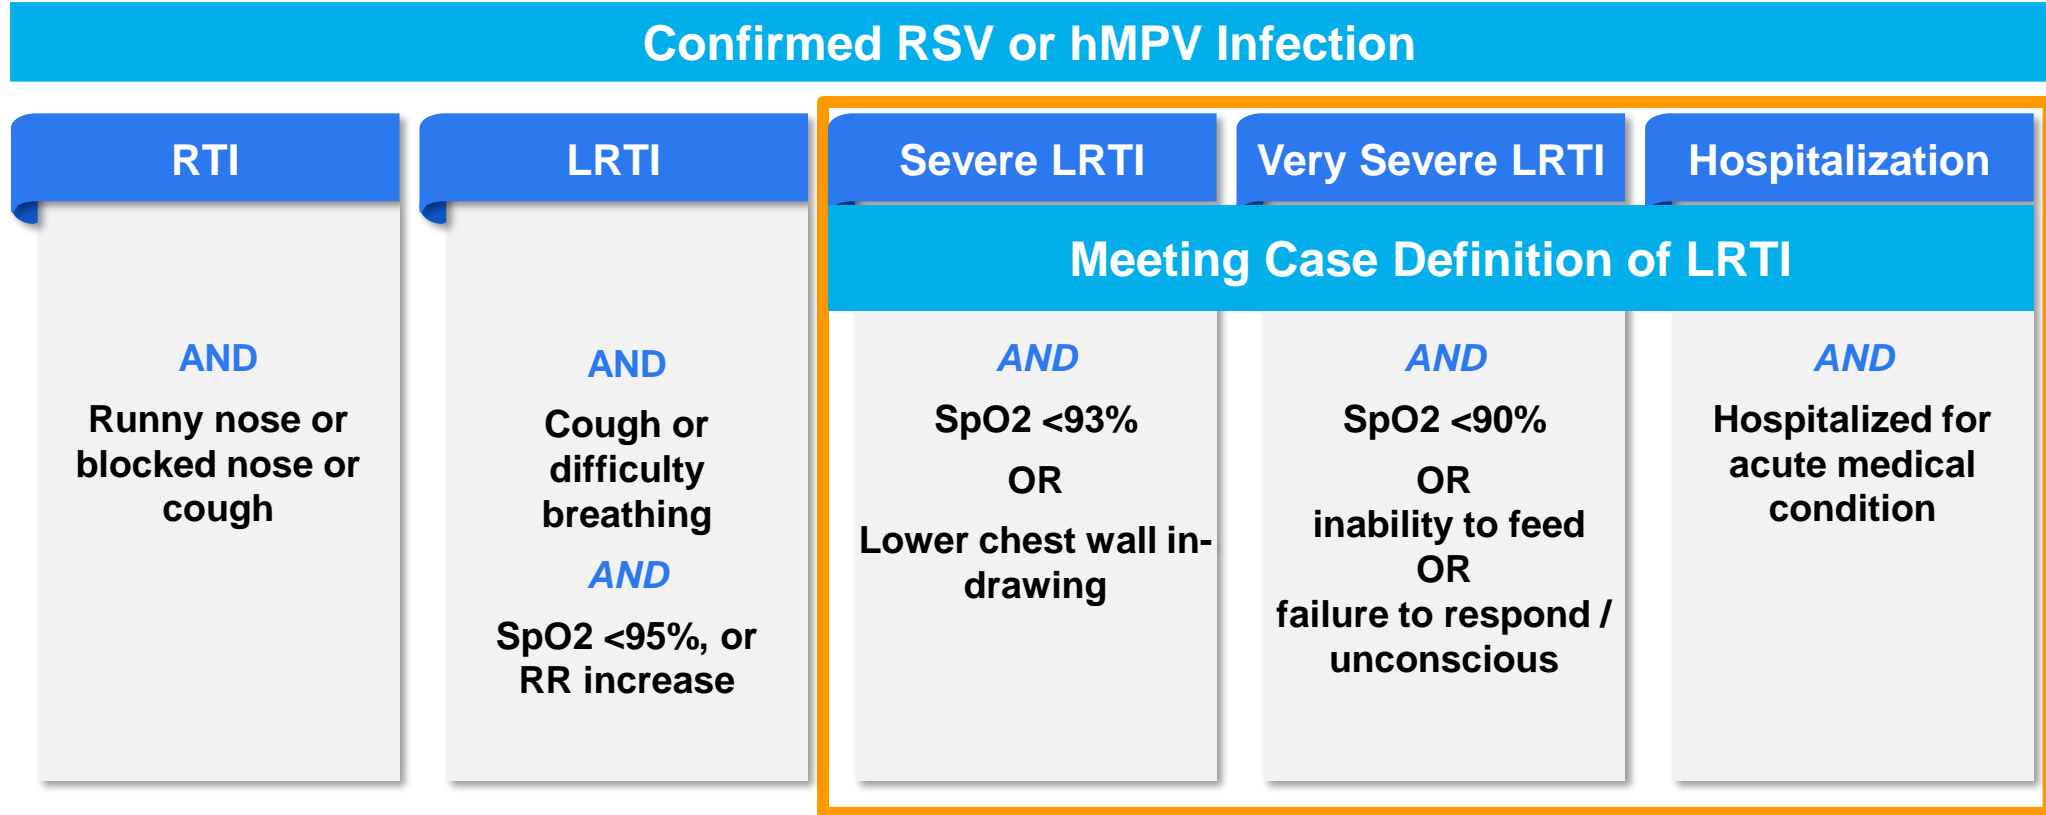 Confirmed RSV or hMPV Infection
RTI
AND
Runny nose or
blocked nose or
cough
LRTI
AND
Cough or
difficulty
breathing
AND
SpO2 <95%, or
RR increase
Severe LRTI
Very Severe LRTI
Hospitalization
Meeting Case Definition of LRTI
AND
SpO2 <93%
OR
Lower chest wall in-
drawing
AND
SpO2 <90%
OR
inability to feed
OR
failure to respond /
unconscious
AND
Hospitalized for
acute medical
condition